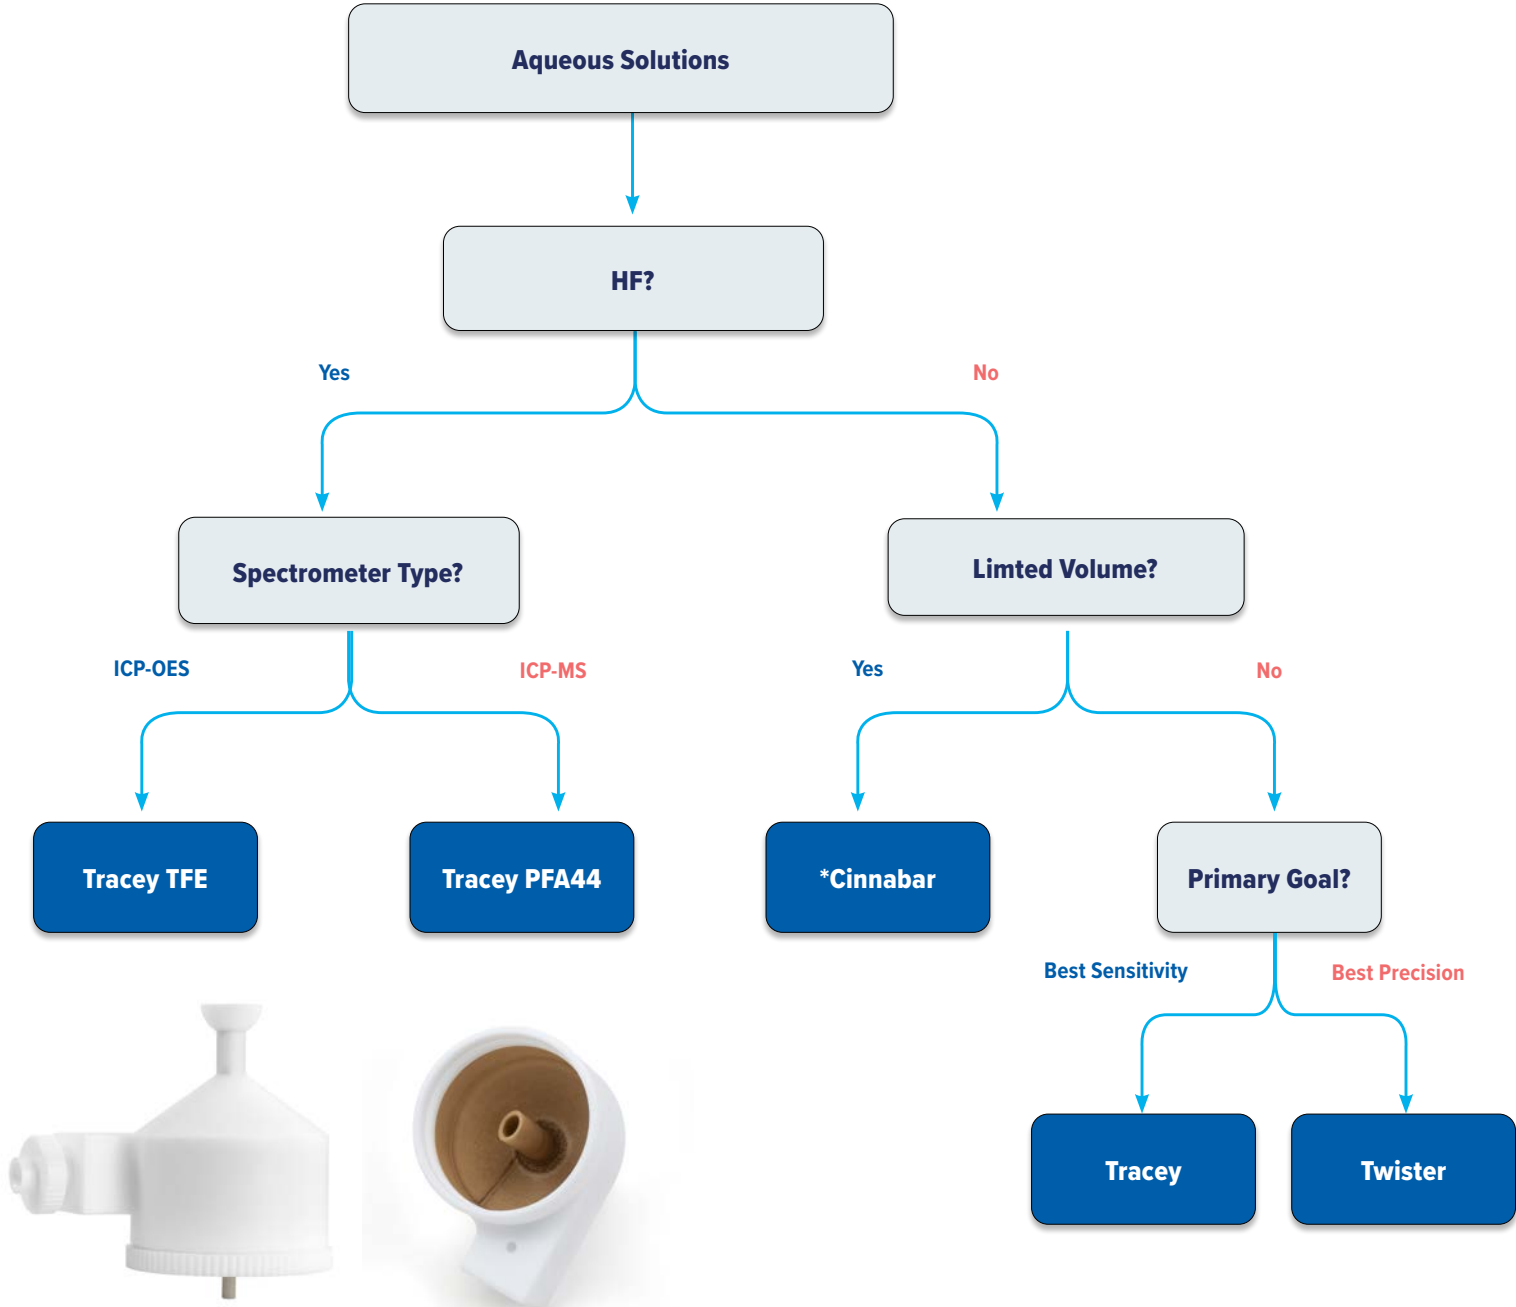 Aqueous Solutions
HF?
Yes
No
Spectrometer Type?
Limted Volume?
ICP-OES
ICP-MS
Yes
No
Tracey TFE
Tracey PFA44
*Cinnabar
Primary Goal?
Best Sensitivity
Best Precision
Tracey
Twister